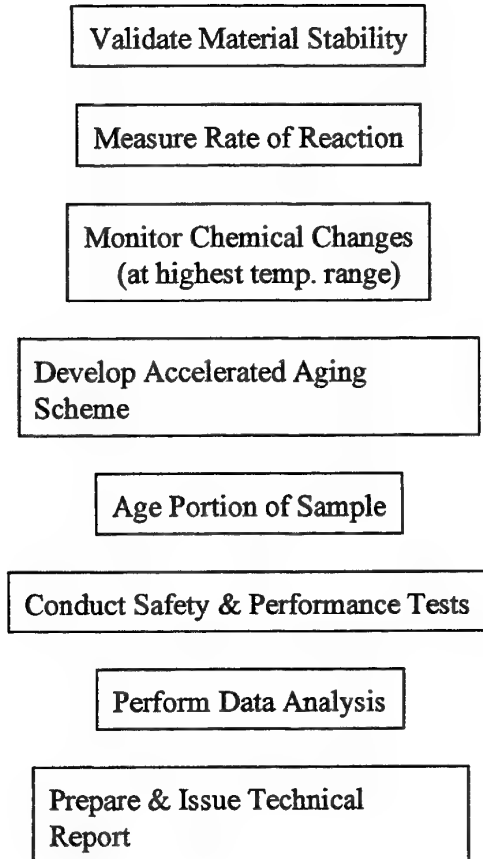 Validate Material Stability
Measure Rate of Reaction
Monitor Chemical Changes
(at highest temp. range)
Develop Accelerated Aging
Scheme
Age Portion of Sample
Conduct Safety & Performance Tests
Perform Data Analysis
Prepare & Issue Technical
Report